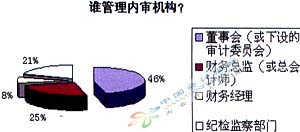 谁管理内审机构?
董事会（或下设的
审计委员会）
财务总监（或总会
计师）
财务经理
纪检监察部门
21%
8%
25%
46%